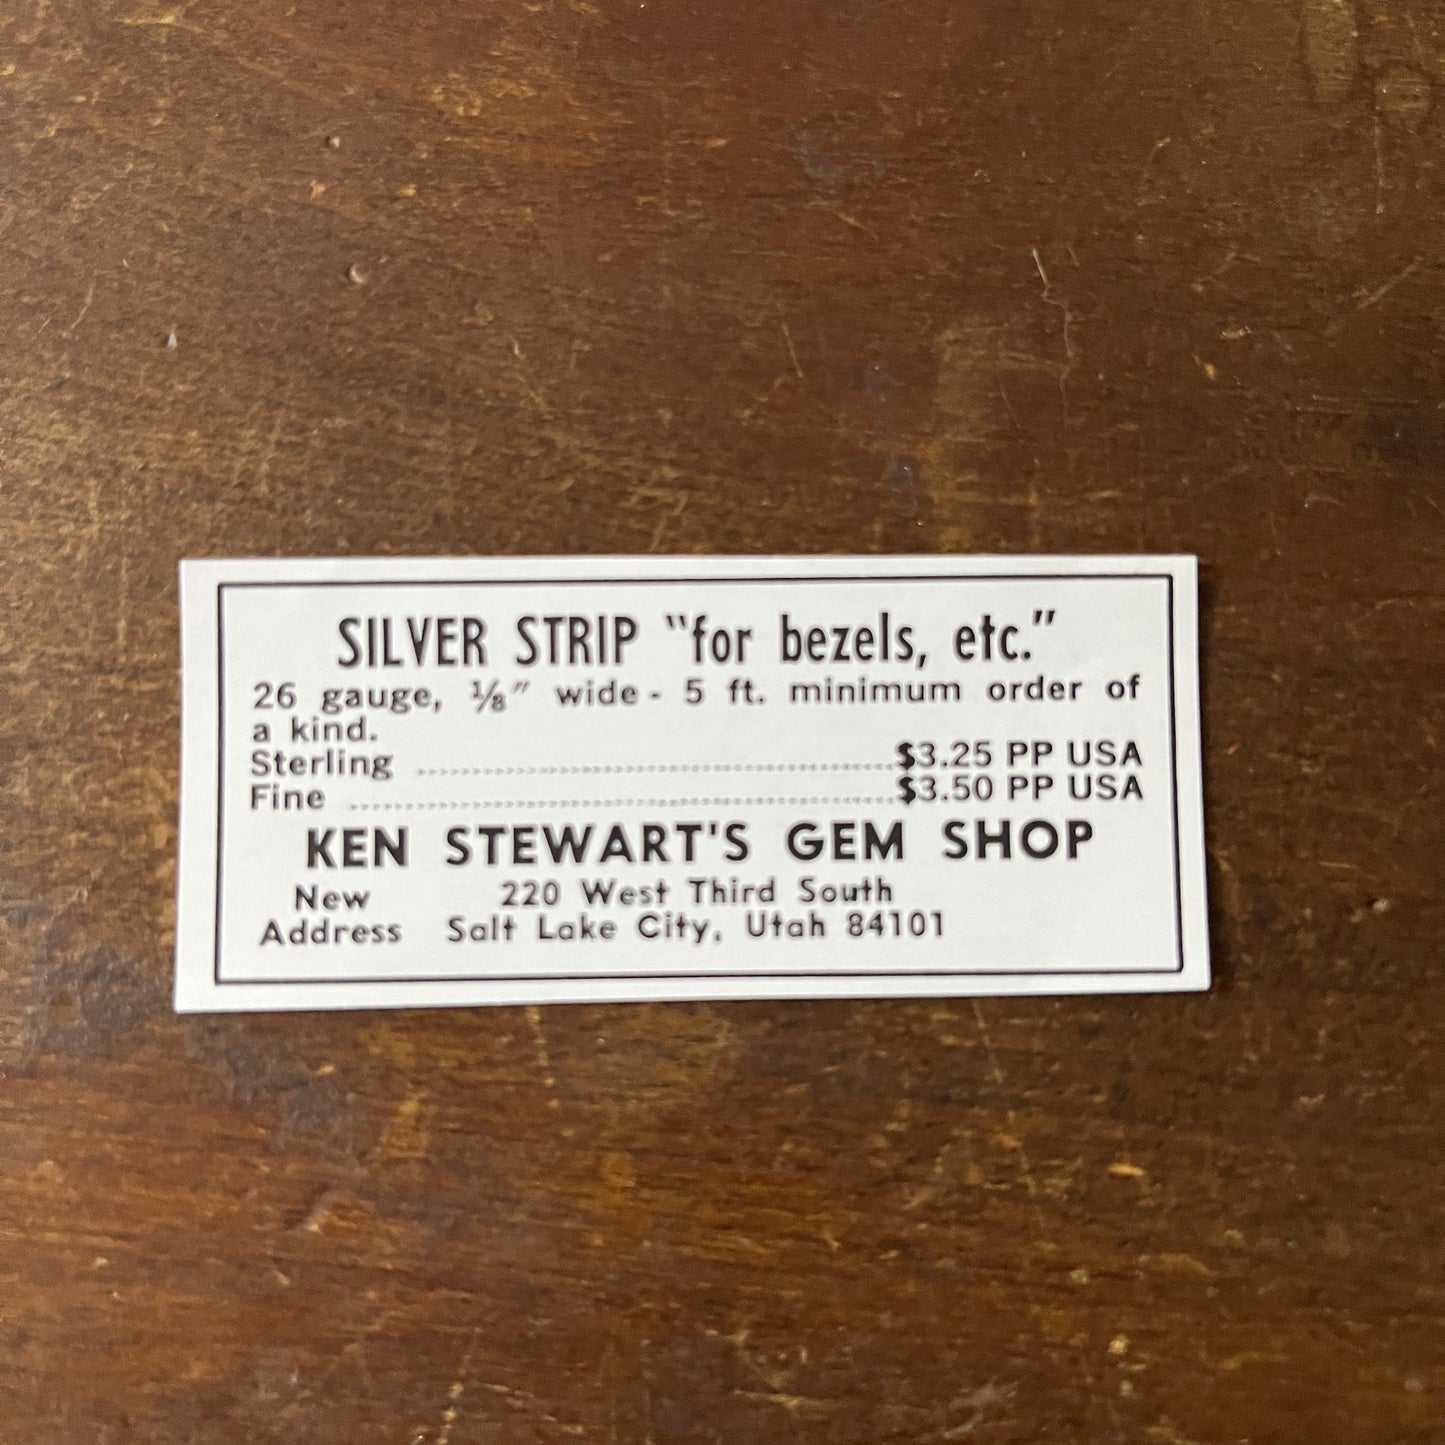 SILVER STRIP "for bezels, etc."
26 gauge, ⅛" wide - 5 ft. minimum order of
a kind.
Sterling ........................................................ $3.25 PP USA
Fine ................................................................ $3.50 PP USA
KEN STEWART'S GEM SHOP
New 220 West Third South
Address Salt Lake City, Utah 84101